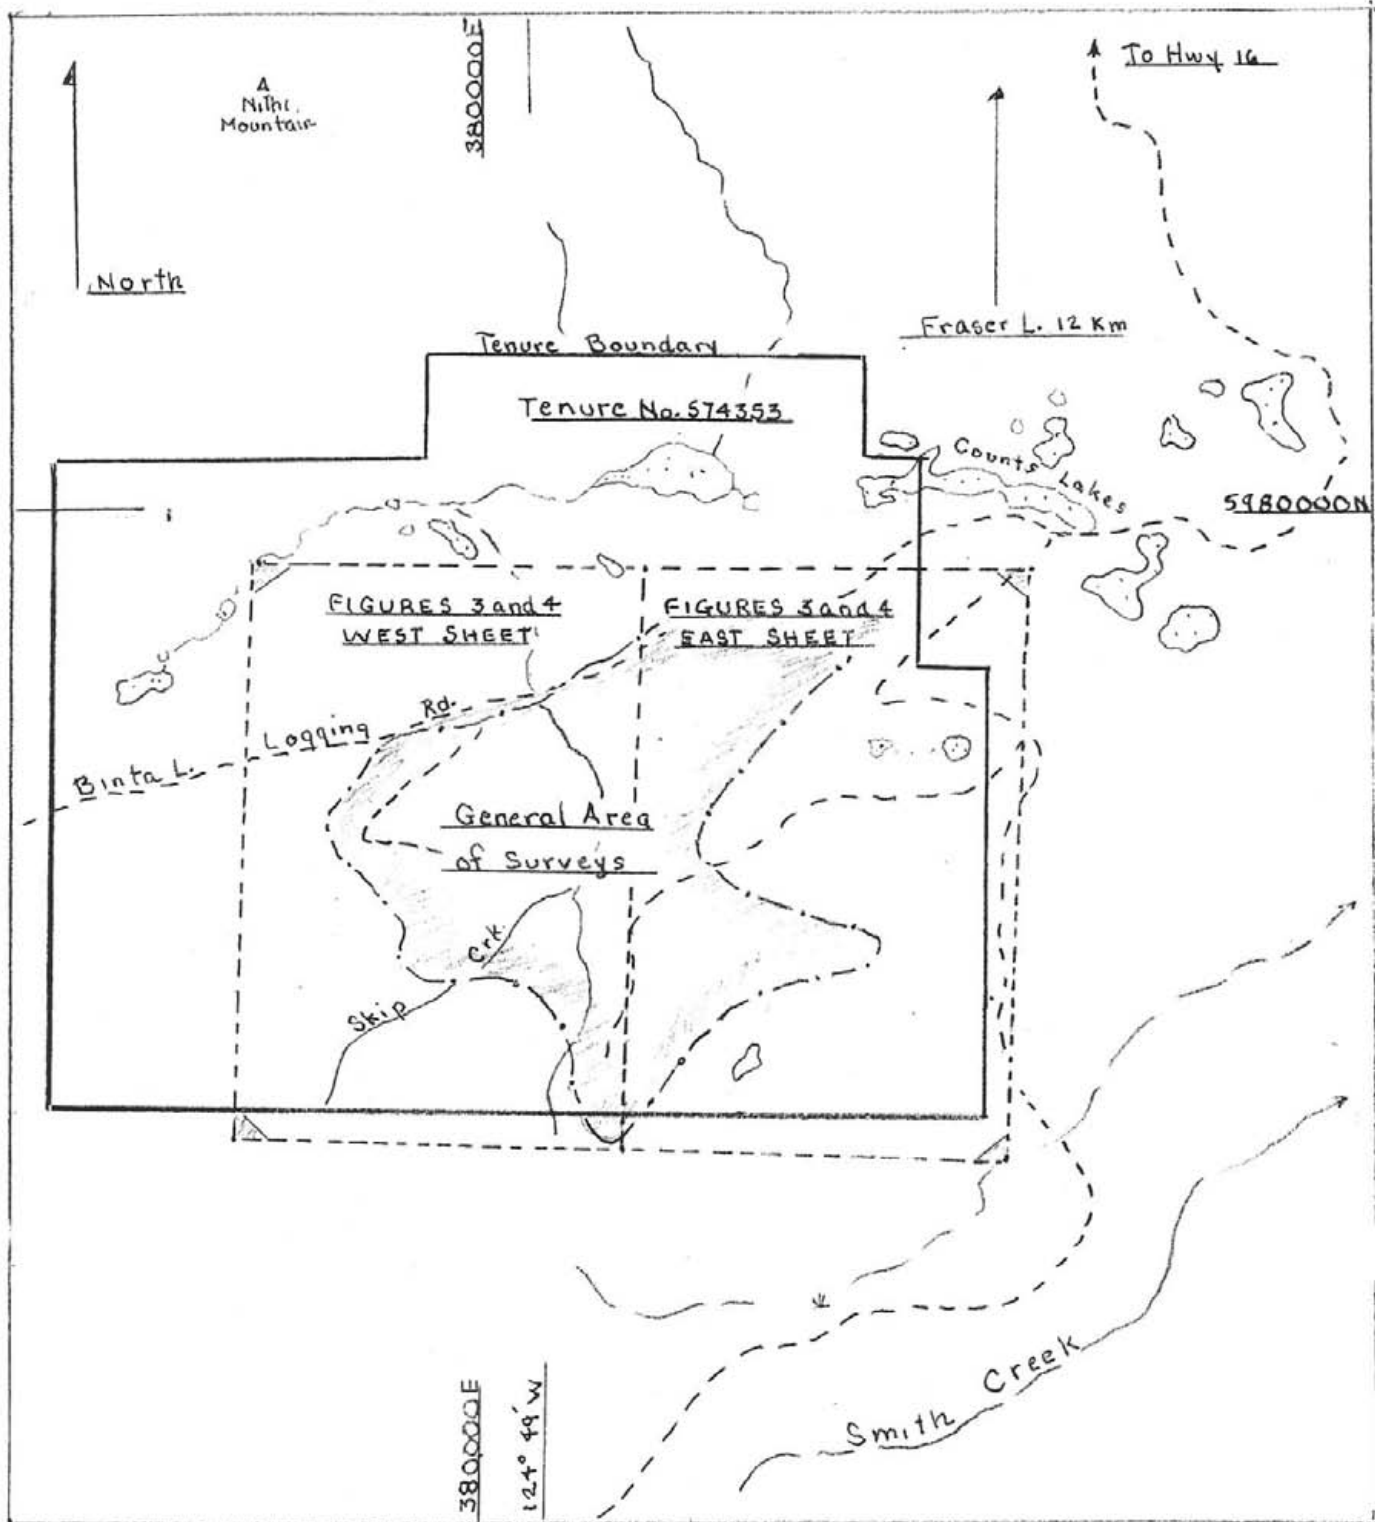 380000E
To Hwy 16
Nithi
Mountain
North
Fraser L. 12 Km
Tenure Boundary
Tenure No. 574353
Counts Lakes
5980000N
FIGURES 3 and 4
WEST SHEET
FIGURES 3 and 4
EAST SHEET
Binta L. Logging Rd.
General Area
of Surveys
Skip Crk.
Smith Creek
380000E
124° 49' W